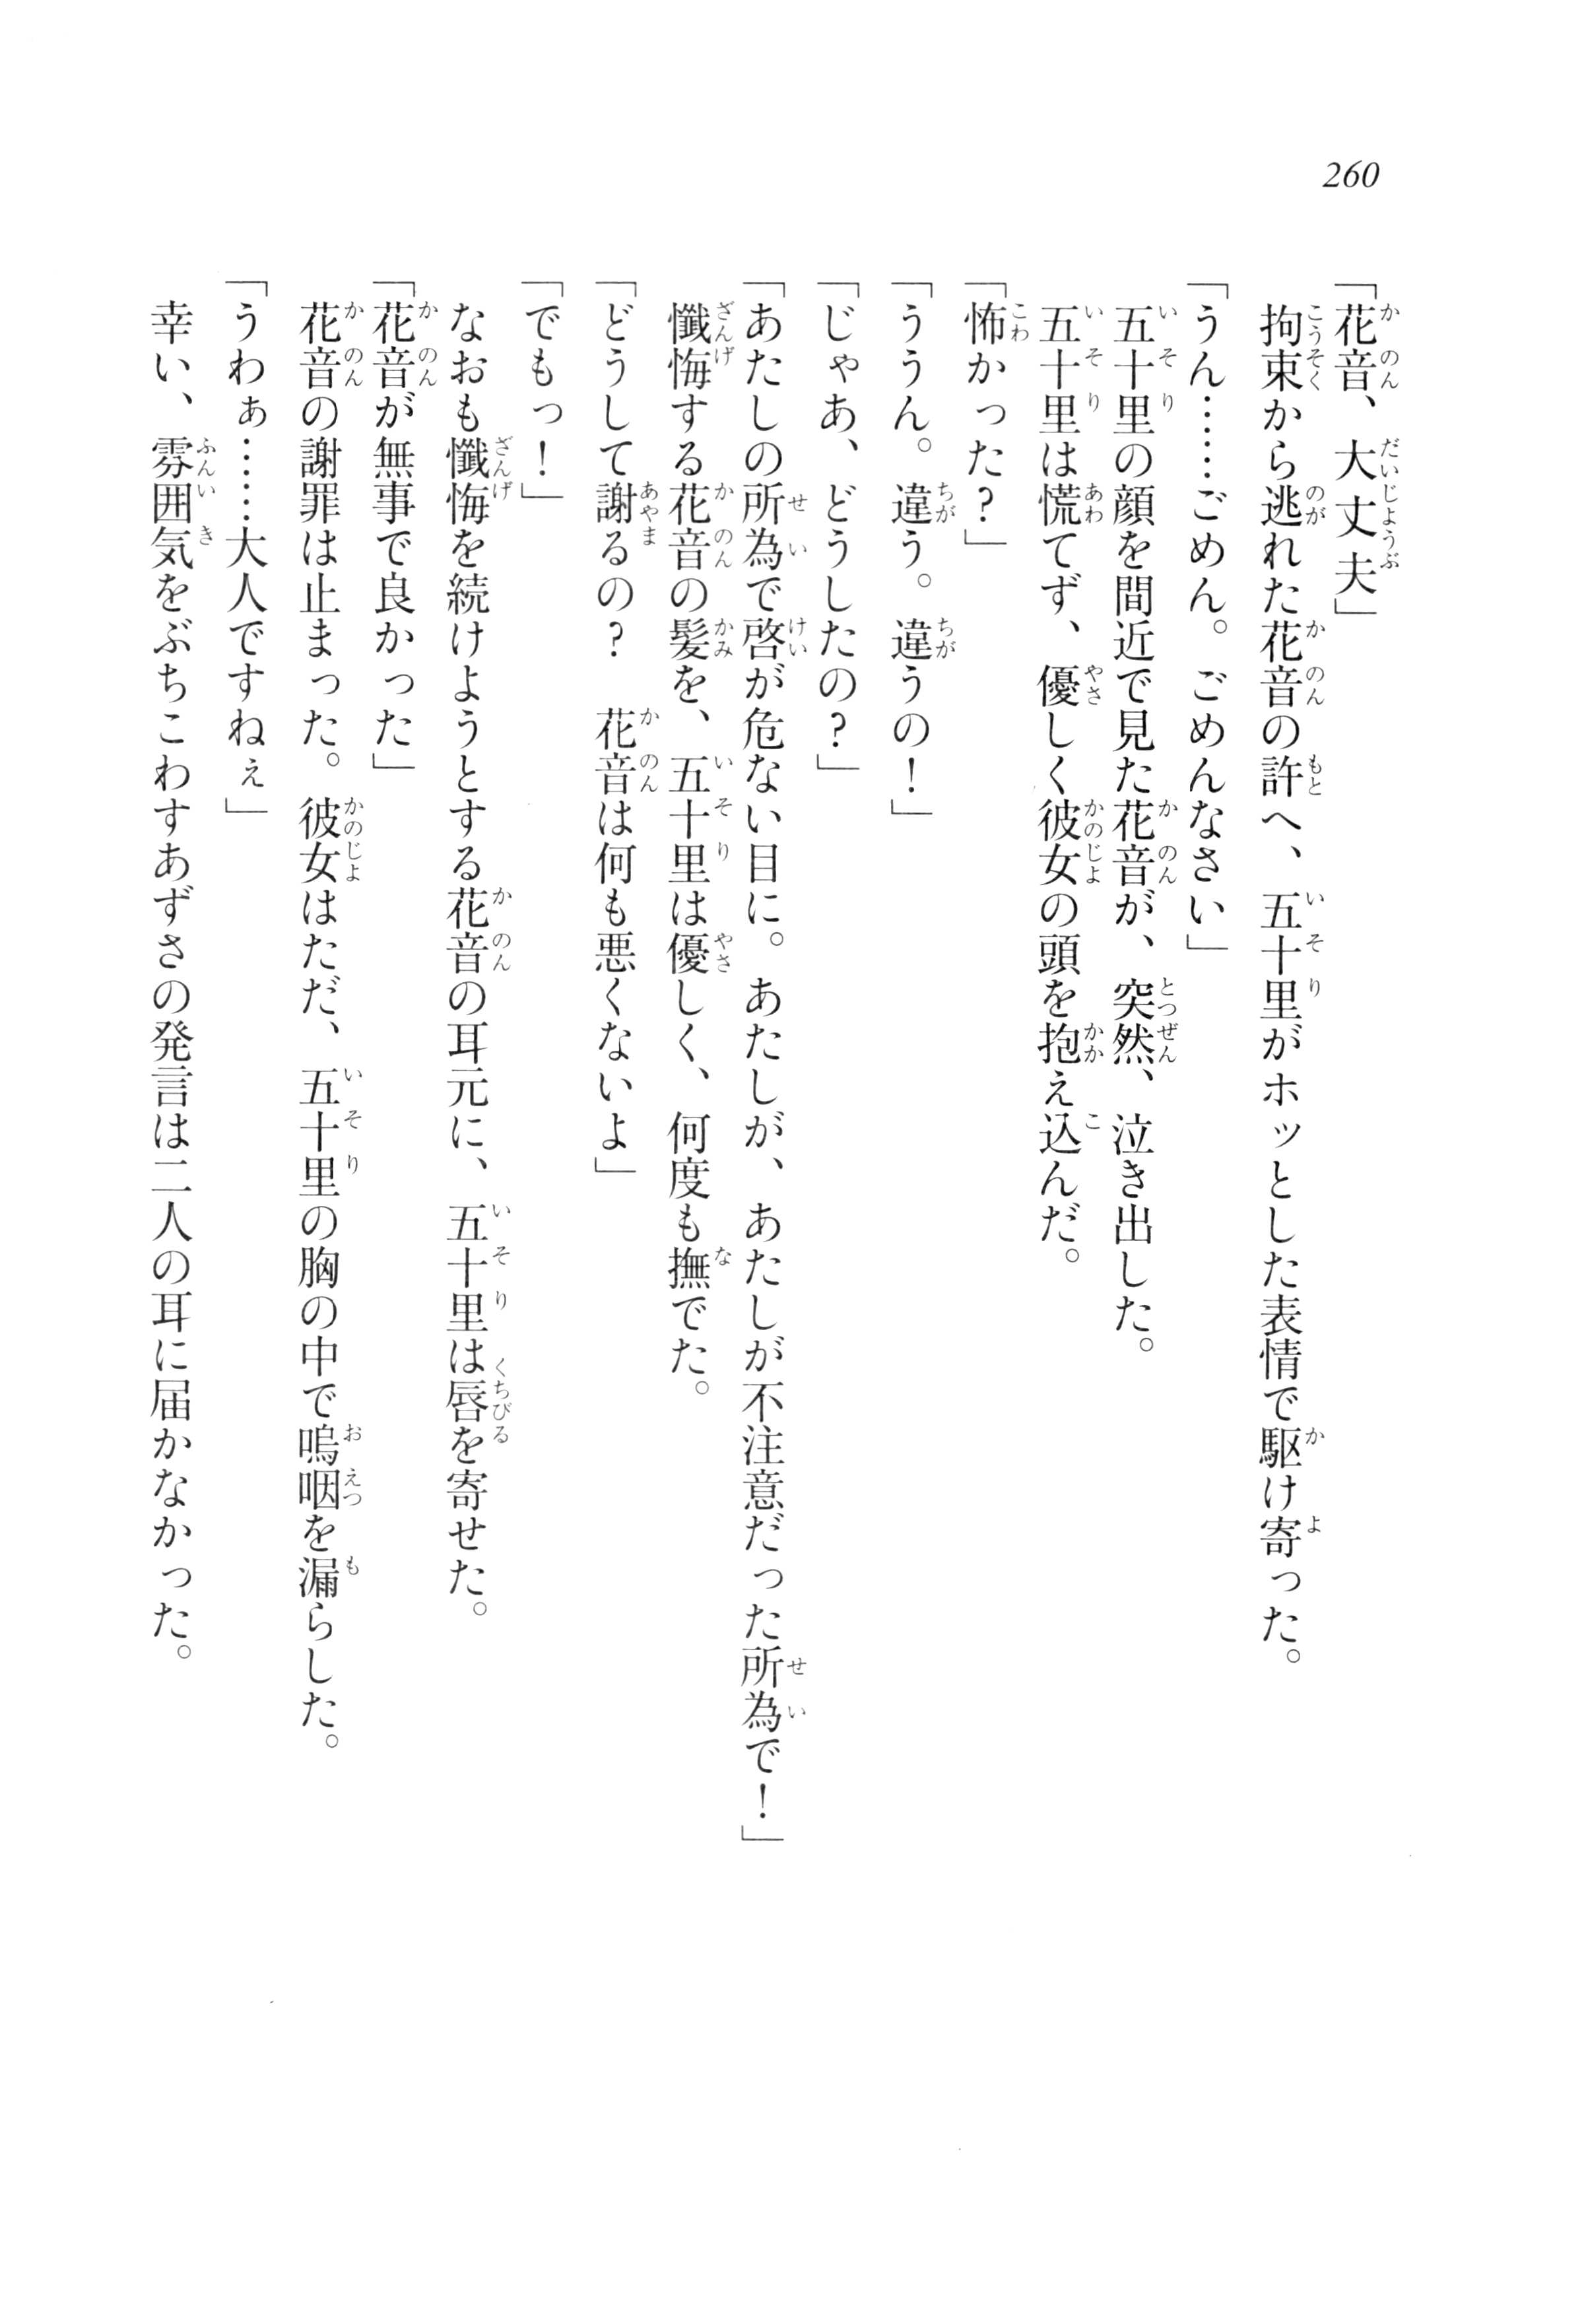 260
「花音、大丈夫」
拘束から逃れた花音の許へ、五十里がホッとした表情で駆け寄った。
「うん……ごめん。ごめんなさい」
五十里の顔を間近で見た花音が、突然、泣き出した。
五十里は慌てず、優しく彼女の頭を抱え込んだ。
「怖かった?」
「ううん。違う。違うの!」
「じゃあ、どうしたの?」
「あたしの所為で啓が危ない目に。あたしが、あたしが不注意だった所為で!」
懺悔する花音の髪を、五十里は優しく、何度も撫でた。
「どうして謝るの? 花音は何も悪くないよ」
「でもっ!」
なおも懺悔を続けようとする花音の耳元に、五十里は唇を寄せた。
「花音が無事で良かった」
花音の謝罪は止まった。彼女はただ、五十里の胸の中で嗚咽を漏らした。
「うわぁ……大人ですねぇ」
幸い、雰囲気をぶちこわすあずさの発言は二人の耳に届かなかった。